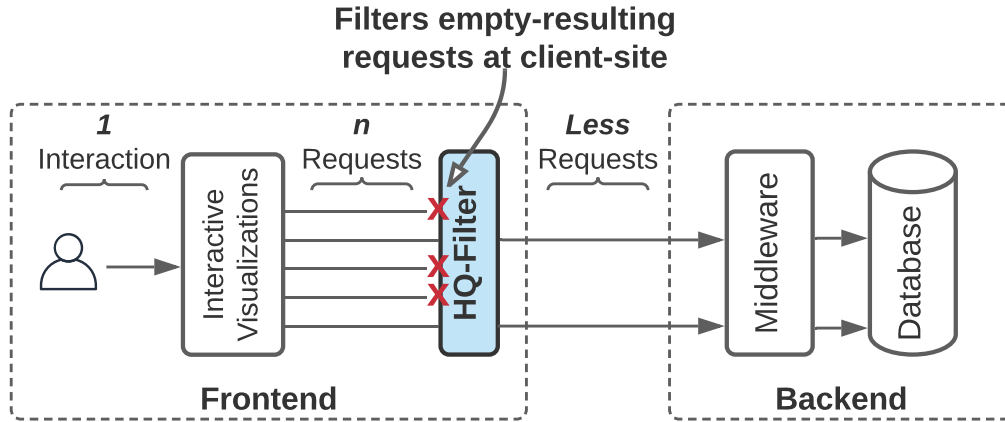 Filters empty-resulting
requests at client-site
1
Interaction
n
Requests
Less
Requests
Interactive
Visualizations
X
X
X
HQ-Filter
Middleware
Database
Frontend
Backend